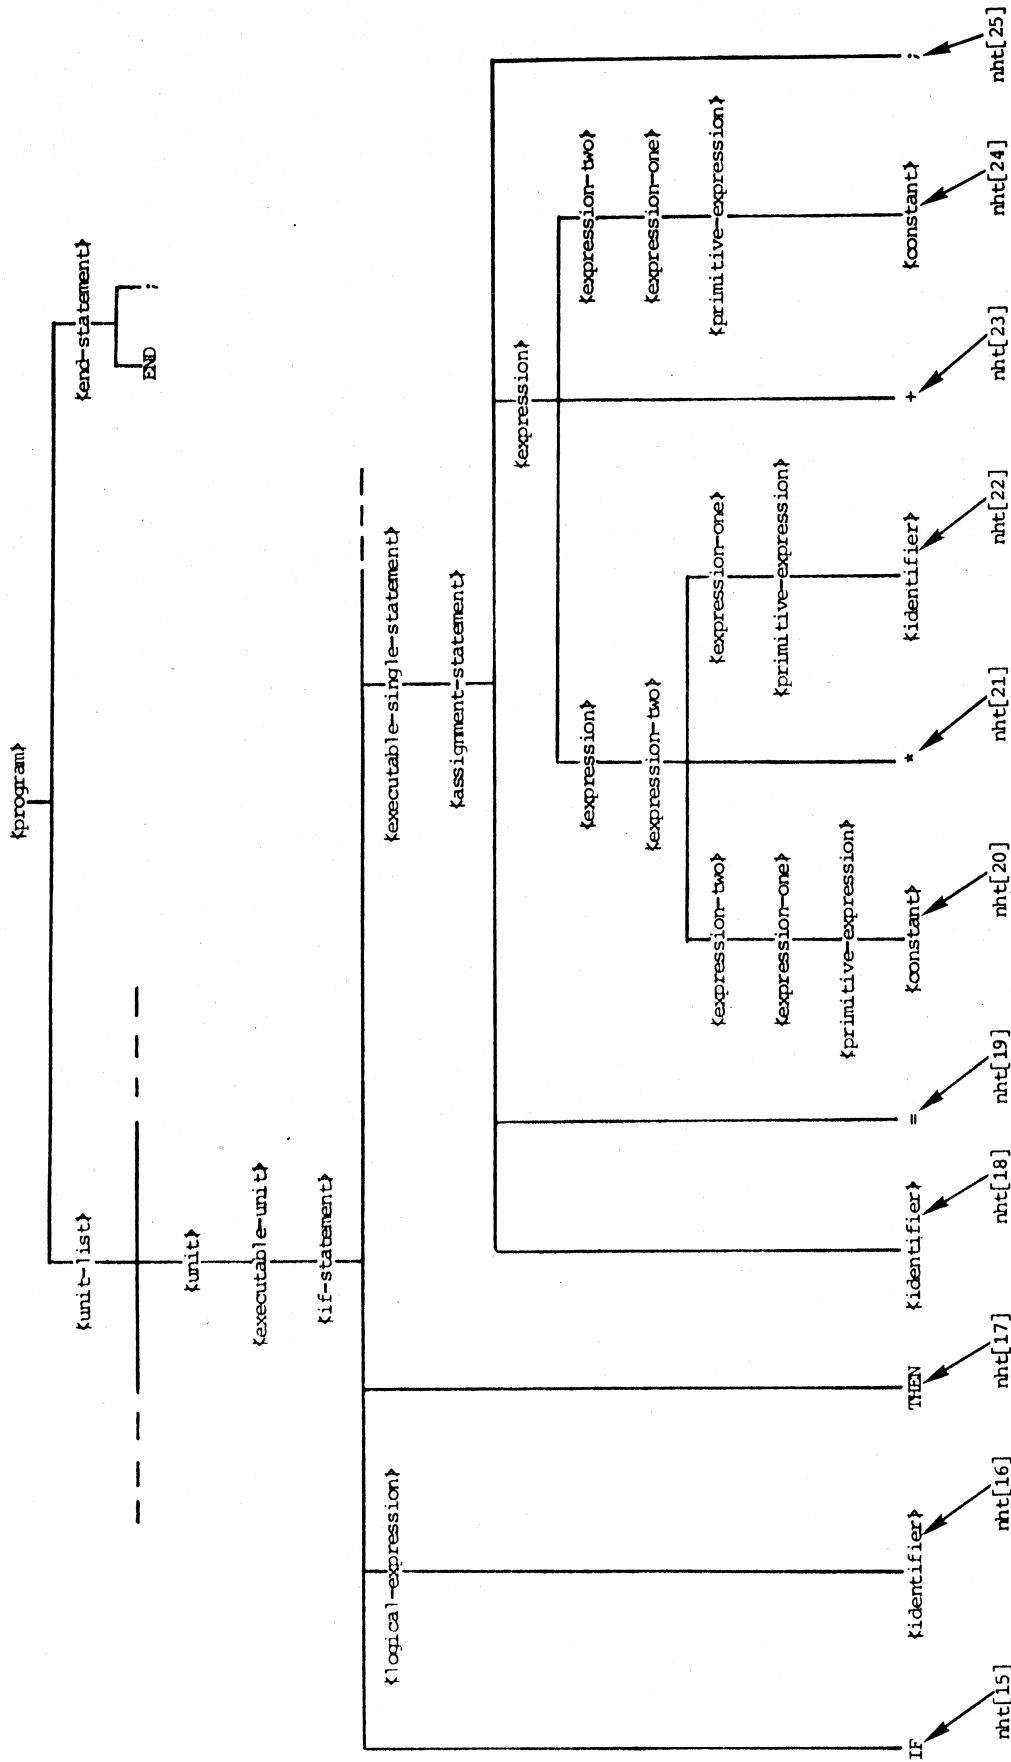 <program>
<unit-list>
<end-statement>
<unit>
END
;
<executable-unit>
<if-statement>
<logical-expression>
<executable-single-statement>
<assignment-statement>
<expression>
<expression>
<expression-two>
<expression-two>
<expression-one>
<expression-two>
<expression-one>
<primitive-expression>
<expression-one>
<primitive-expression>
<primitive-expression>
IF
<identifier>
THEN
<identifier>
=
<constant>
*
<identifier>
+
<constant>
;
nht[15]
nht[16]
nht[17]
nht[18]
nht[19]
nht[20]
nht[21]
nht[22]
nht[23]
nht[24]
nht[25]